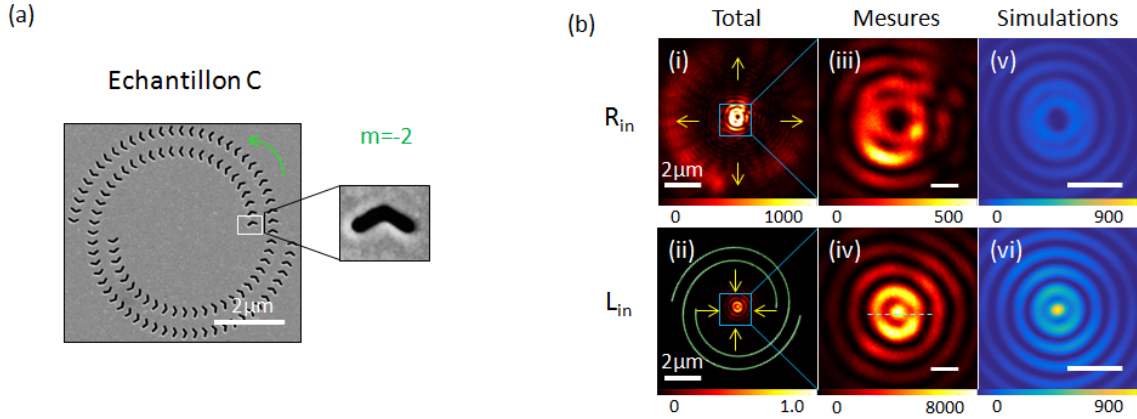 (a)
Echantillon C
m=-2
2μm
(b)
Total
Mesures
Simulations
R_in
(i)
(iii)
(v)
2μm
0
1000
0
500
0
900
L_in
(ii)
(iv)
(vi)
2μm
0
1.0
0
8000
0
900